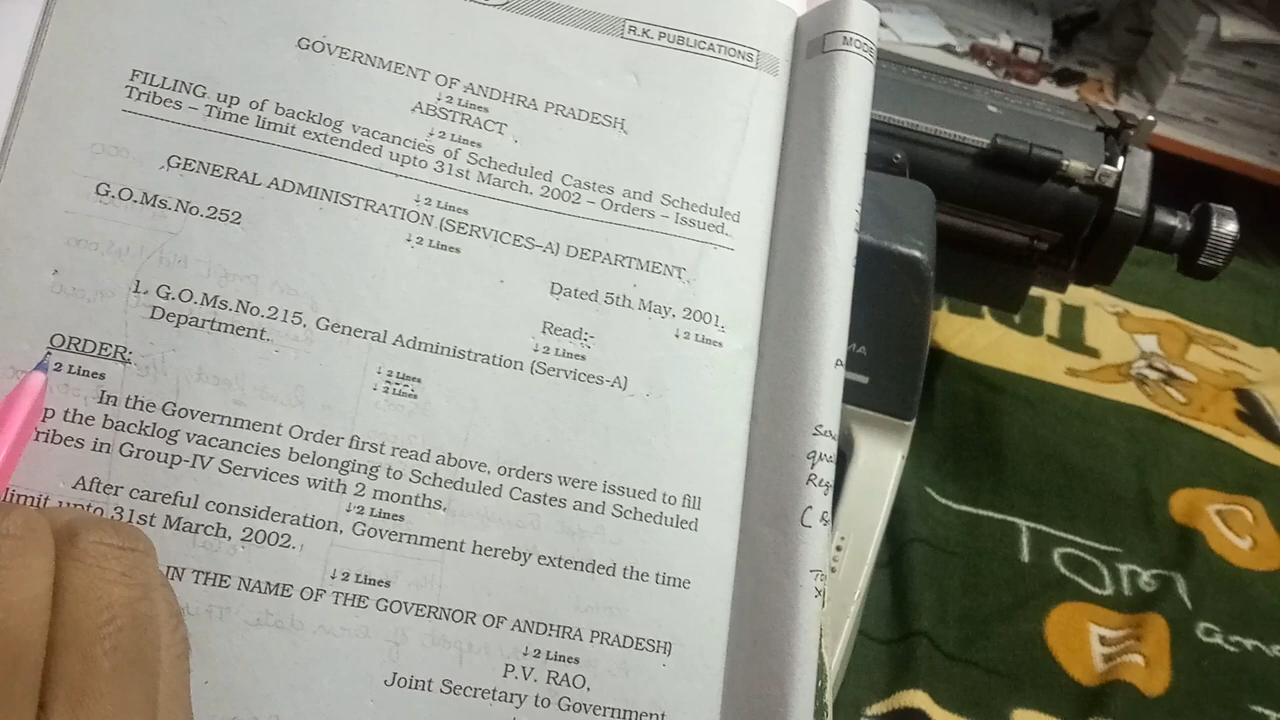 R.K. PUBLICATIONS
GOVERNMENT OF ANDHRA PRADESH
↓2 Lines
ABSTRACT
↓2 Lines
FILLING up of backlog vacancies of Scheduled Castes and Scheduled
Tribes – Time limit extended upto 31st March, 2002 – Orders – Issued.
↓2 Lines
GENERAL ADMINISTRATION (SERVICES–A) DEPARTMENT
↓2 Lines
G.O.Ms.No.252
Dated 5th May, 2001.
↓2 Lines
Read:-
↓2 Lines
1. G.O.Ms.No.215, General Administration (Services-A)
Department.
↓2 Lines
↓2 Lines
ORDER:
2 Lines
In the Government Order first read above, orders were issued to fill
p the backlog vacancies belonging to Scheduled Castes and Scheduled
ribes in Group-IV Services with 2 months.
↓2 Lines
After careful consideration, Government hereby extended the time
limit upto 31st March, 2002.
↓2 Lines
IN THE NAME OF THE GOVERNOR OF ANDHRA PRADESH)
↓2 Lines
P.V. RAO,
Joint Secretary to Government
MODE
TOM
and
C
E